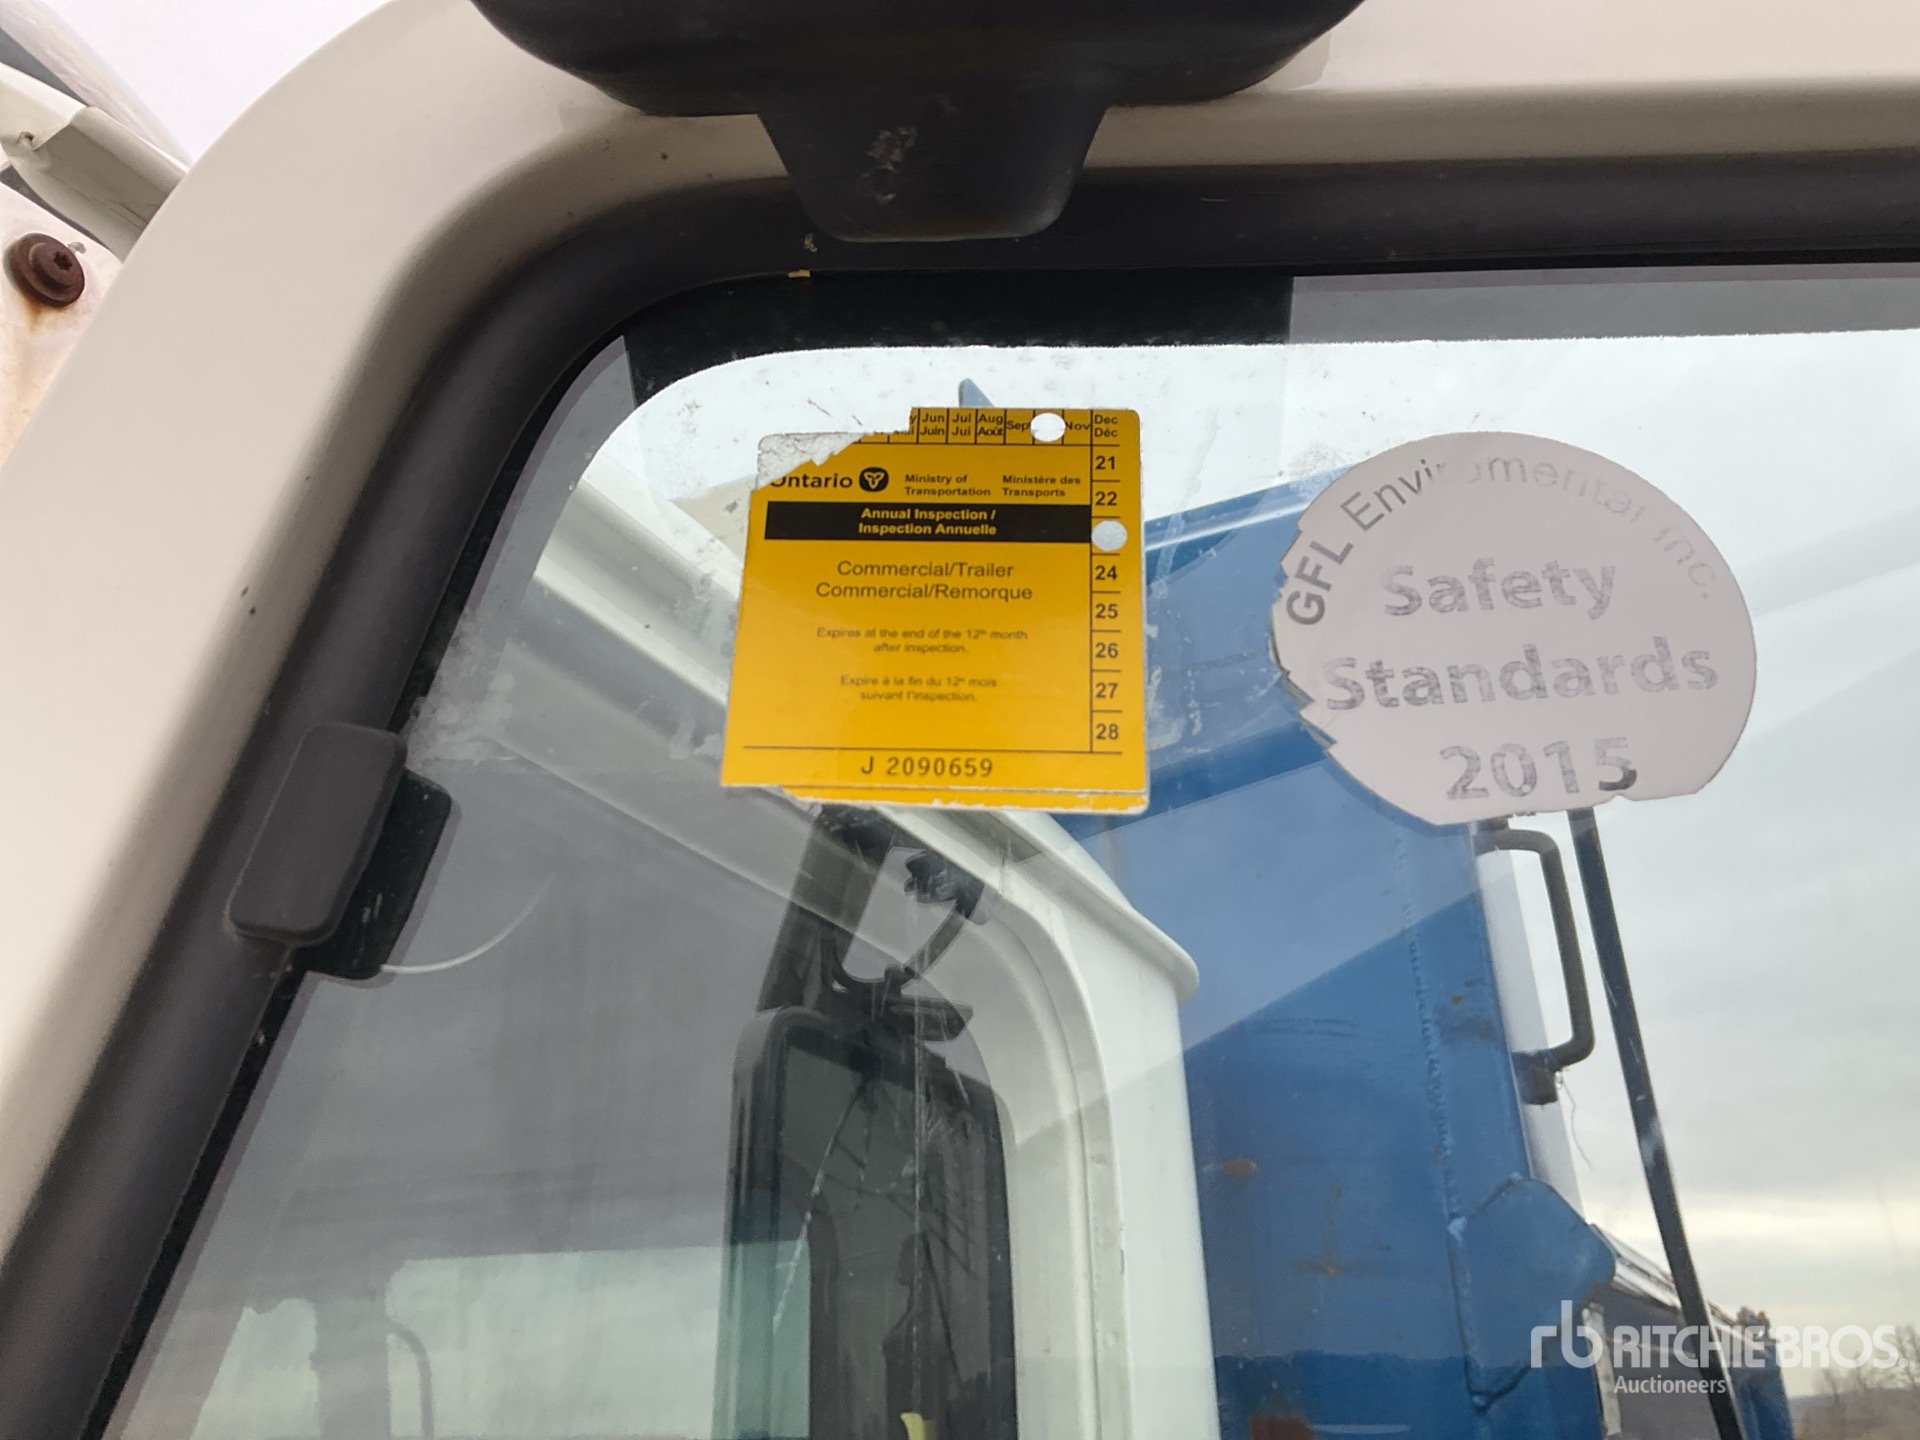 Jun Jul Aug Sep Nov Dec
Juin Jui Août Déc
21
22
24
25
26
27
28
Ontario
Ministry of Transportation
Ministère des Transports
Annual Inspection /
Inspection Annuelle
Commercial/Trailer
Commercial/Remorque
Expires at the end of the 12th month
after inspection.
Expire à la fin du 12e mois
suivant l'inspection.
J 2090659
GFL Enviromental Inc.
Safety
Standards
2015
rb RITCHIE BROS.
Auctioneers